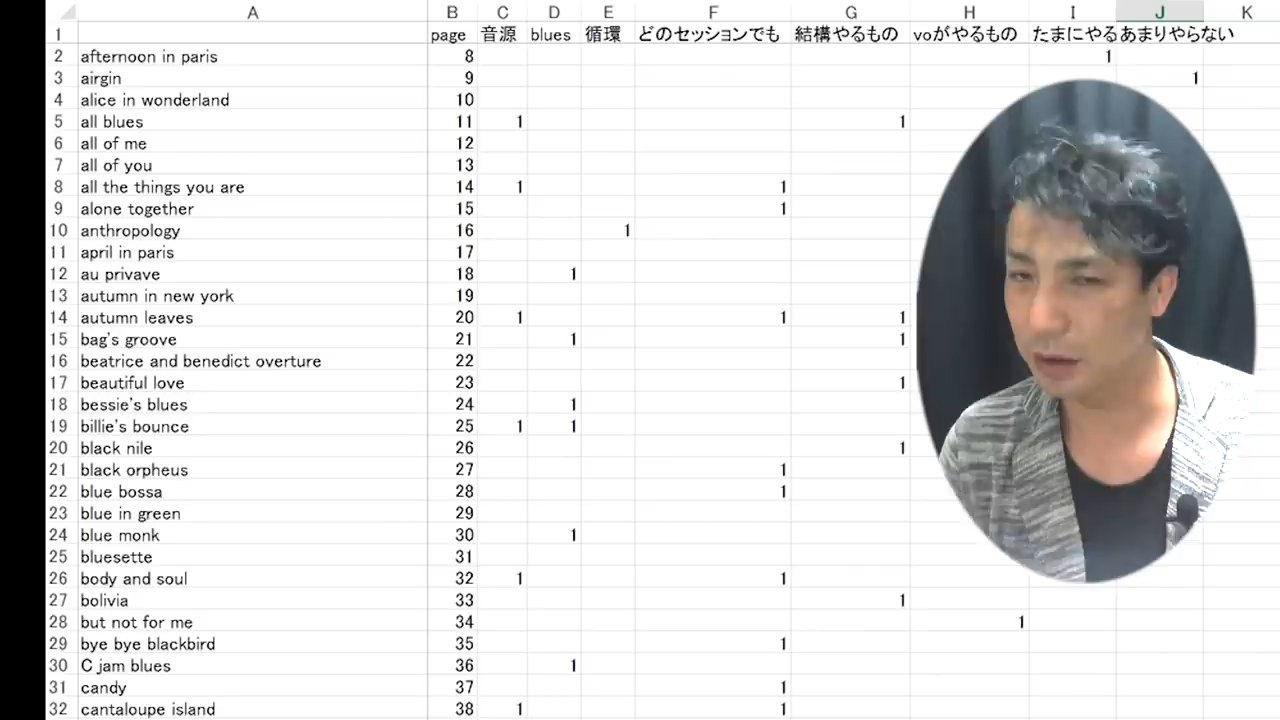 A B C D E F G H I J K
1 page 音源 blues 循環 どのセッションでも 結構やるもの voがやるもの たまにやる あまりやらない
2 afternoon in paris 8 1
3 airgin 9 1
4 alice in wonderland 10
5 all blues 11 1 1
6 all of me 12
7 all of you 13
8 all the things you are 14 1 1
9 alone together 15 1
10 anthropology 16 1
11 april in paris 17
12 au privave 18 1
13 autumn in new york 19
14 autumn leaves 20 1 1 1
15 bag's groove 21 1 1
16 beatrice and benedict overture 22
17 beautiful love 23 1
18 bessie's blues 24 1
19 billie's bounce 25 1 1
20 black nile 26 1
21 black orpheus 27 1
22 blue bossa 28 1
23 blue in green 29
24 blue monk 30 1
25 bluesette 31
26 body and soul 32 1 1
27 bolivia 33 1
28 but not for me 34 1
29 bye bye blackbird 35 1
30 C jam blues 36 1
31 candy 37 1
32 cantaloupe island 38 1 1